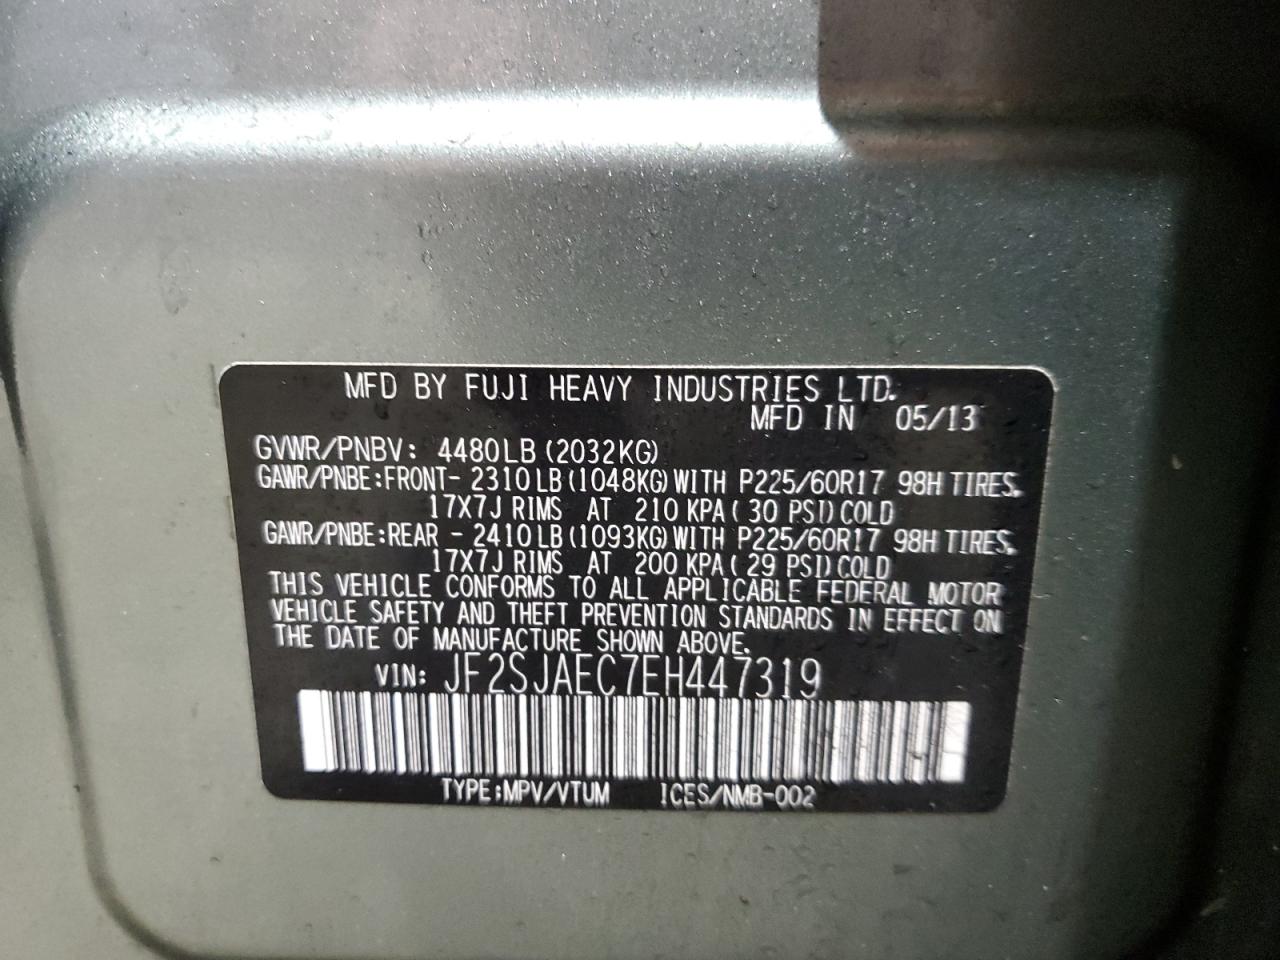 MFD BY FUJI HEAVY INDUSTRIES LTD.
MFD IN 05/13
GVWR/PNBV: 4480LB (2032KG)
GAWR/PNBE:FRONT- 2310LB (1048KG) WITH P225/60R17 98H TIRES,
17X7J RIMS AT 210 KPA ( 30 PSI) COLD
GAWR/PNBE:REAR - 2410LB (1093KG) WITH P225/60R17 98H TIRES,
17X7J RIMS AT 200 KPA ( 29 PSI) COLD
THIS VEHICLE CONFORMS TO ALL APPLICABLE FEDERAL MOTOR
VEHICLE SAFETY AND THEFT PREVENTION STANDARDS IN EFFECT ON
THE DATE OF MANUFACTURE SHOWN ABOVE.
VIN: JF2SJAEC7EH447319
TYPE:MPV/VTUM ICES/NMB-002